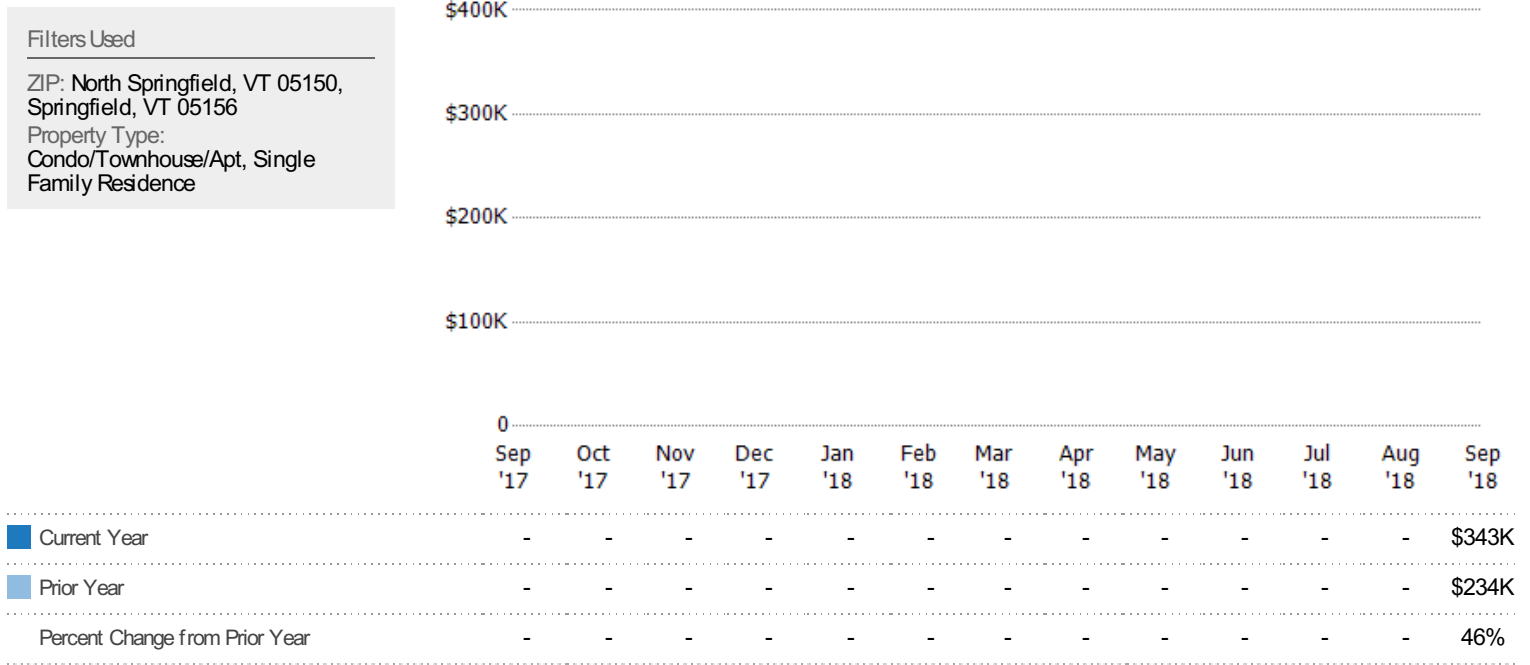 Filters Used
ZIP: North Springfield, VT 05150,
Springfield, VT 05156
Property Type:
Condo/Townhouse/Apt, Single
Family Residence
$400K
$300K
$200K
$100K
0
Sep Oct Nov Dec Jan Feb Mar Apr May Jun Jul Aug Sep
'17 '17 '17 '17 '18 '18 '18 '18 '18 '18 '18 '18 '18
Current Year - - - - - - - - - - - - $343K
Prior Year - - - - - - - - - - - - $234K
Percent Change from Prior Year - - - - - - - - - - - - 46%